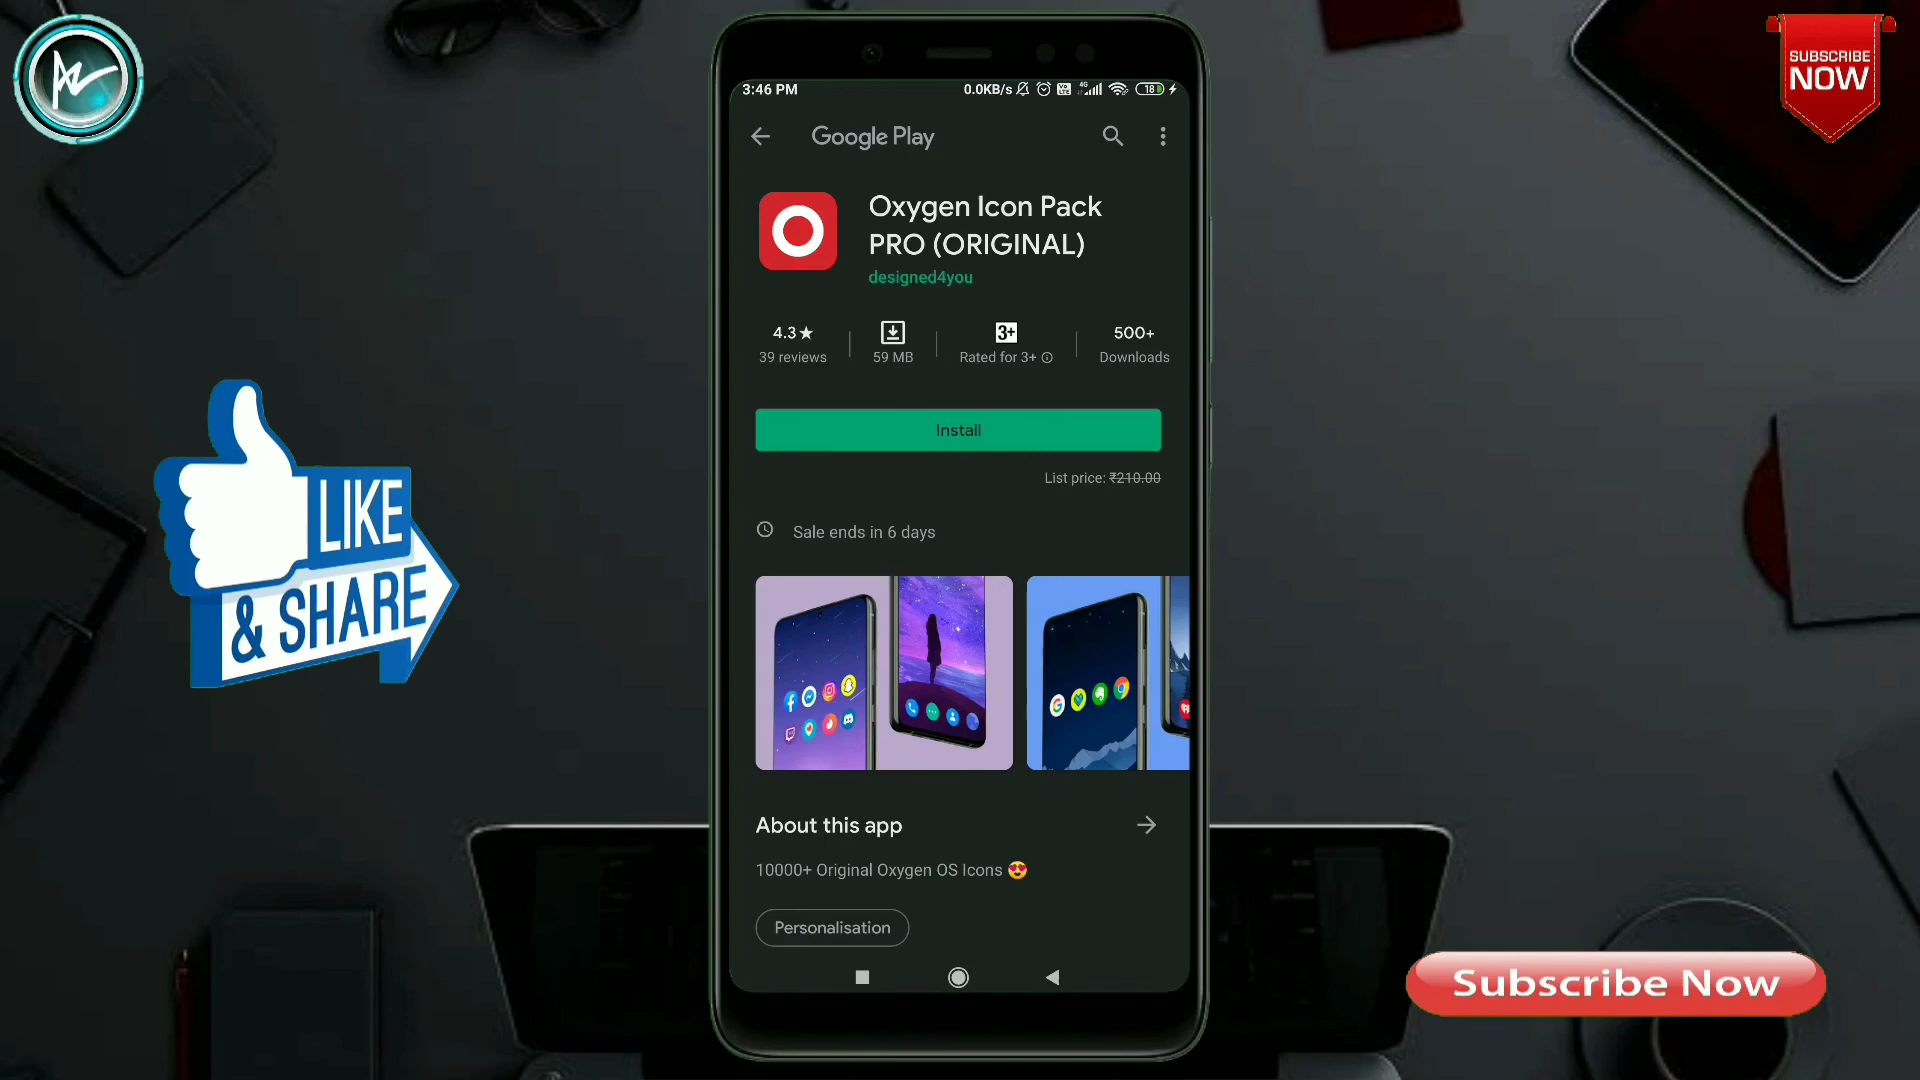 SUBSCRIBE
NOW
3:46 PM
0.0KB/s
4G
18
Google Play
Oxygen Icon Pack
PRO (ORIGINAL)
designed4you
4.3★
39 reviews
59 MB
3+
Rated for 3+
500+
Downloads
Install
List price: ₹210.00
Sale ends in 6 days
LIKE
& SHARE
About this app
10000+ Original Oxygen OS Icons 😍
Personalisation
Subscribe Now